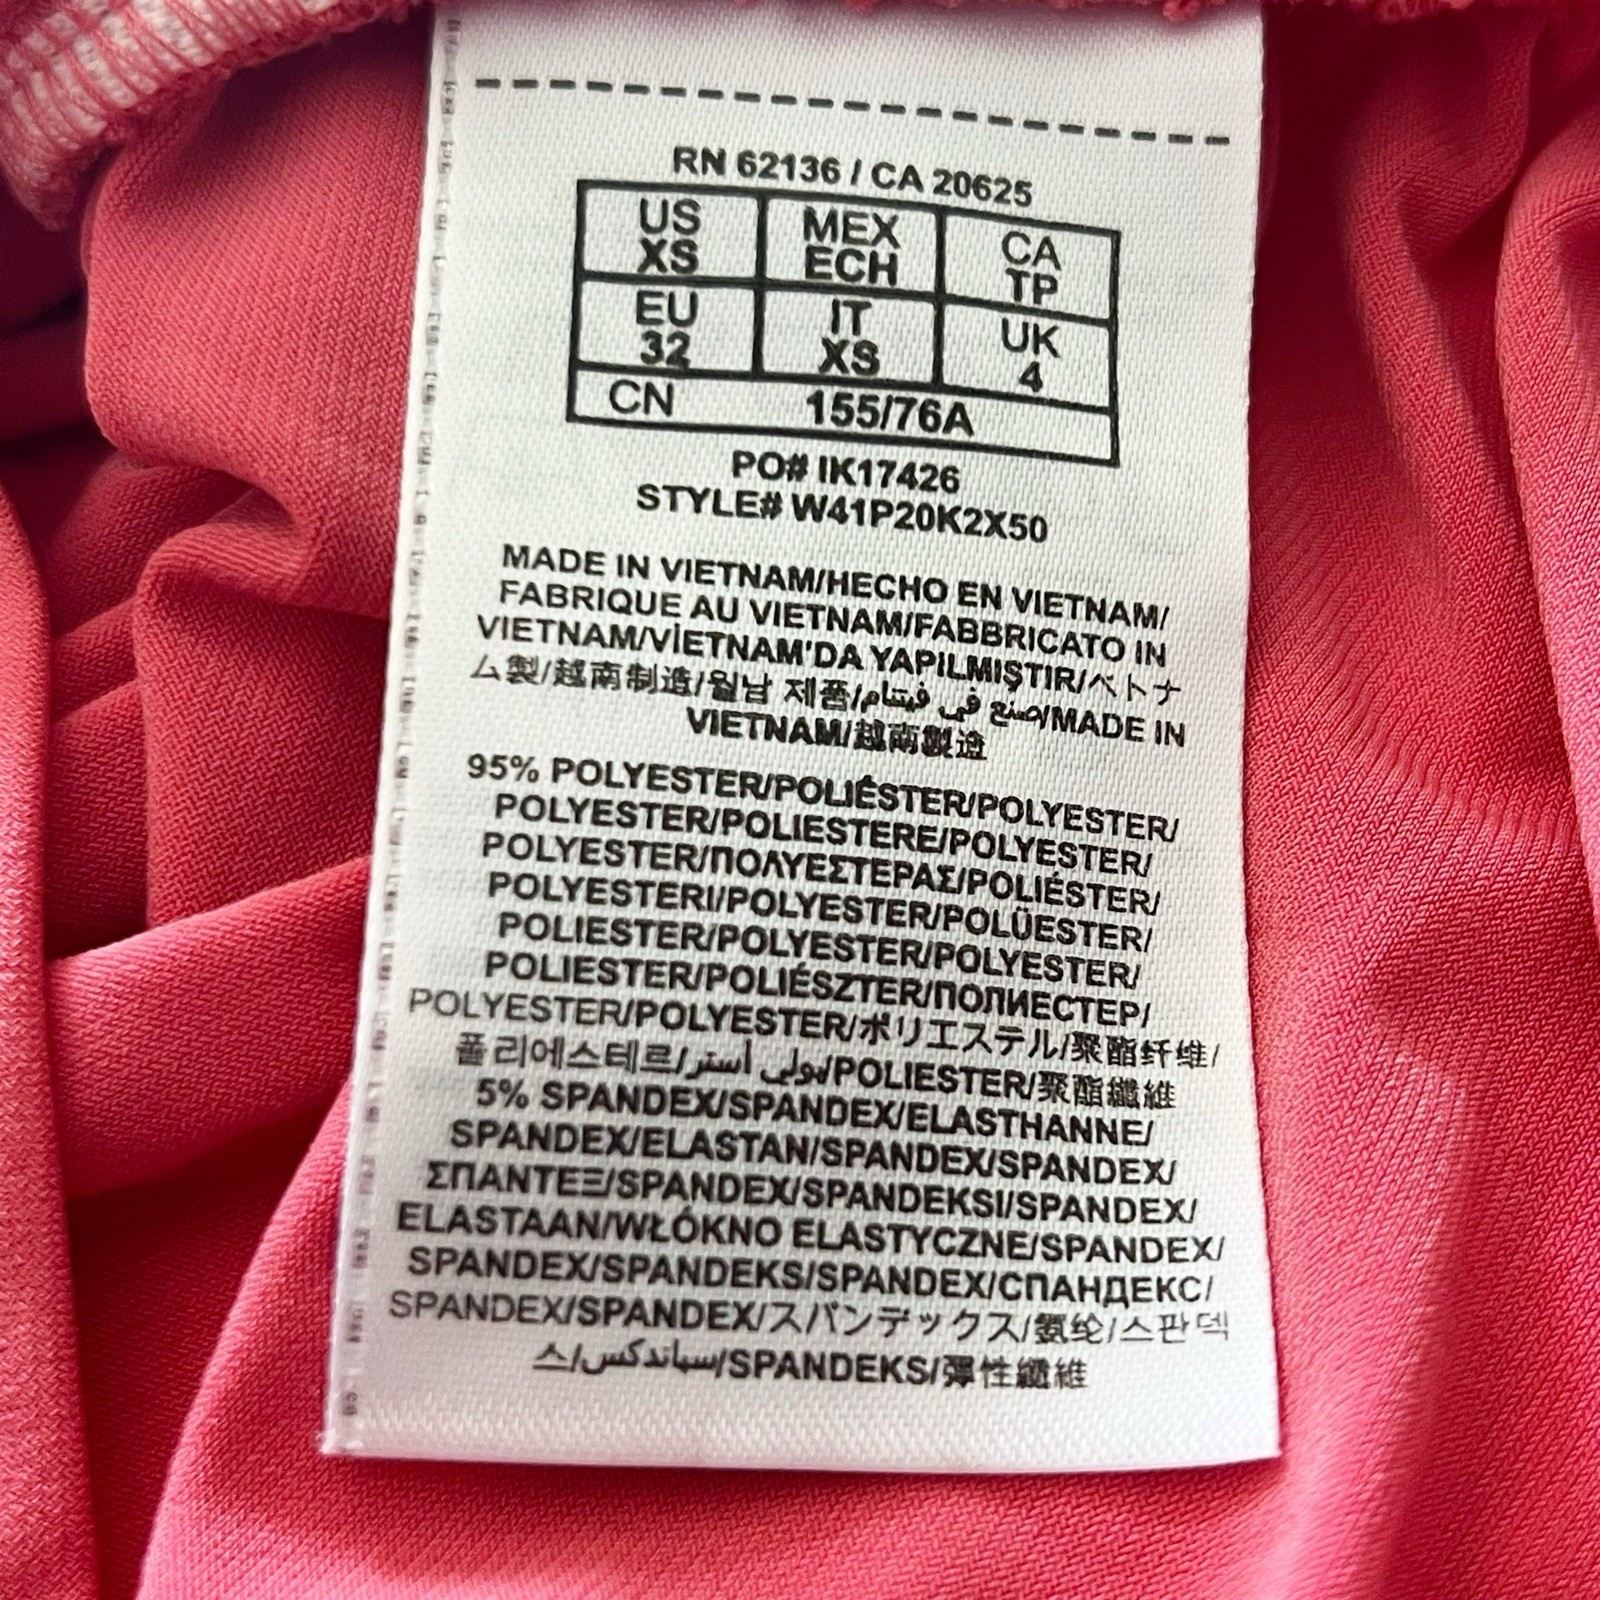 RN 62136 / CA 20625
US MEX CA
XS ECH TP
EU IT UK
32 XS 4
CN 155/76A
PO# IK17426
STYLE# W41P20K2X50
MADE IN VIETNAM/HECHO EN VIETNAM/
FABRIQUE AU VIETNAM/FABBRICATO IN
VIETNAM/VİETNAM'DA YAPILMIŞTIR/ベトナ
ム製/越南制造/월남 제품/صنع في فيتنام/MADE IN
VIETNAM/越南製造
95% POLYESTER/POLIÉSTER/POLYESTER/
POLYESTER/POLIESTERE/POLYESTER/
POLYESTER/ΠΟΛΥΕΣΤΕΡΑΣ/POLIÉSTER/
POLYESTERI/POLYESTER/POLÜESTER/
POLIESTER/POLYESTER/POLYESTER/
POLIESTER/POLIÉSZTER/ПОЛИЕСТЕР/
POLYESTER/POLYESTER/ポリエステル/聚酯纤维/
폴리에스테르/بولي أستر/POLIESTER/聚酯纖維
5% SPANDEX/SPANDEX/ELASTHANNE/
SPANDEX/ELASTAN/SPANDEX/SPANDEX/
ΣΠΑΝΤΕΞ/SPANDEX/SPANDEKSI/SPANDEX/
ELASTAAN/WŁÓKNO ELASTYCZNE/SPANDEX/
SPANDEX/SPANDEKS/SPANDEX/СПАНДЕКС/
SPANDEX/SPANDEX/スパンデックス/氨纶/스판덱
스/سباندكس/SPANDEKS/彈性纖維